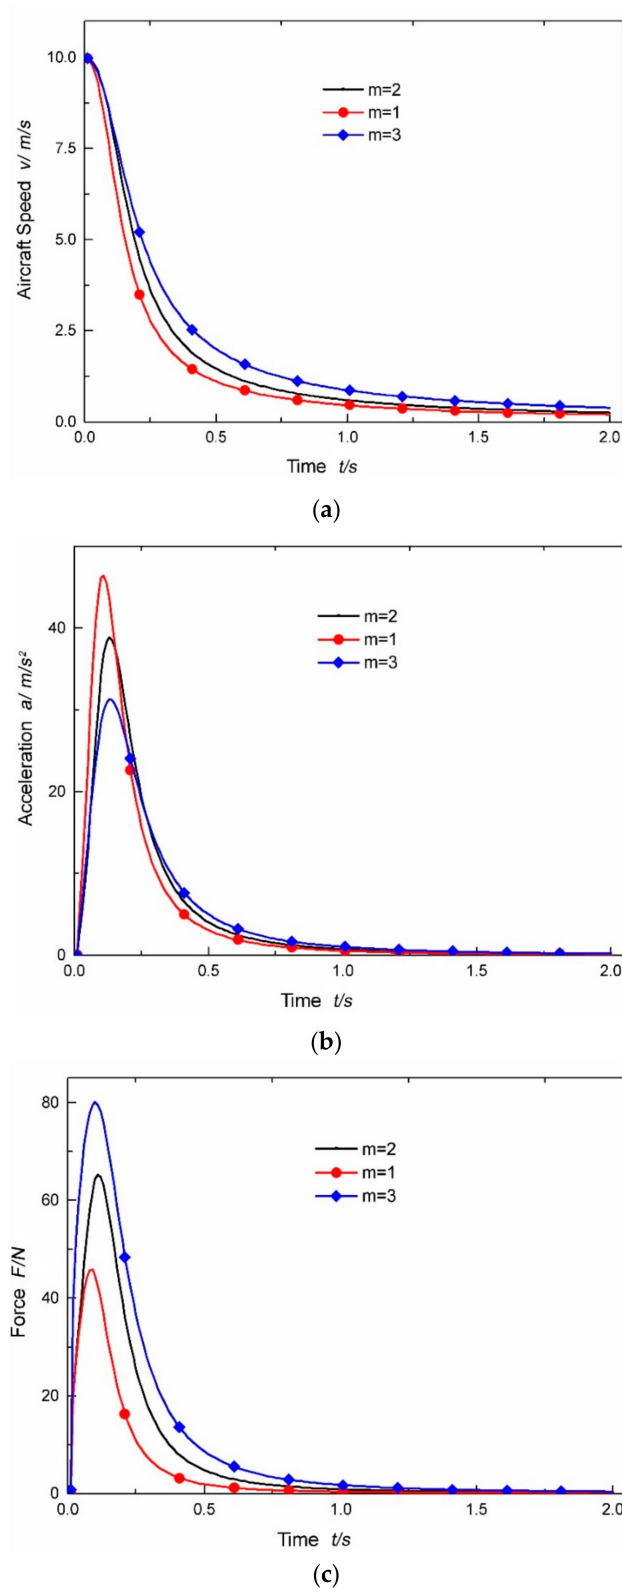 10.0
7.5
5.0
2.5
0.0
Aircraft Speed v/ m/s
m=2
m=1
m=3
0.0 0.5 1.0 1.5 2.0
Time t/s
(a)
40
20
0
Acceleration a/ m/s²
m=2
m=1
m=3
0.0 0.5 1.0 1.5 2.0
Time t/s
(b)
80
60
40
20
0
Force F/N
m=2
m=1
m=3
0.0 0.5 1.0 1.5 2.0
Time t/s
(c)